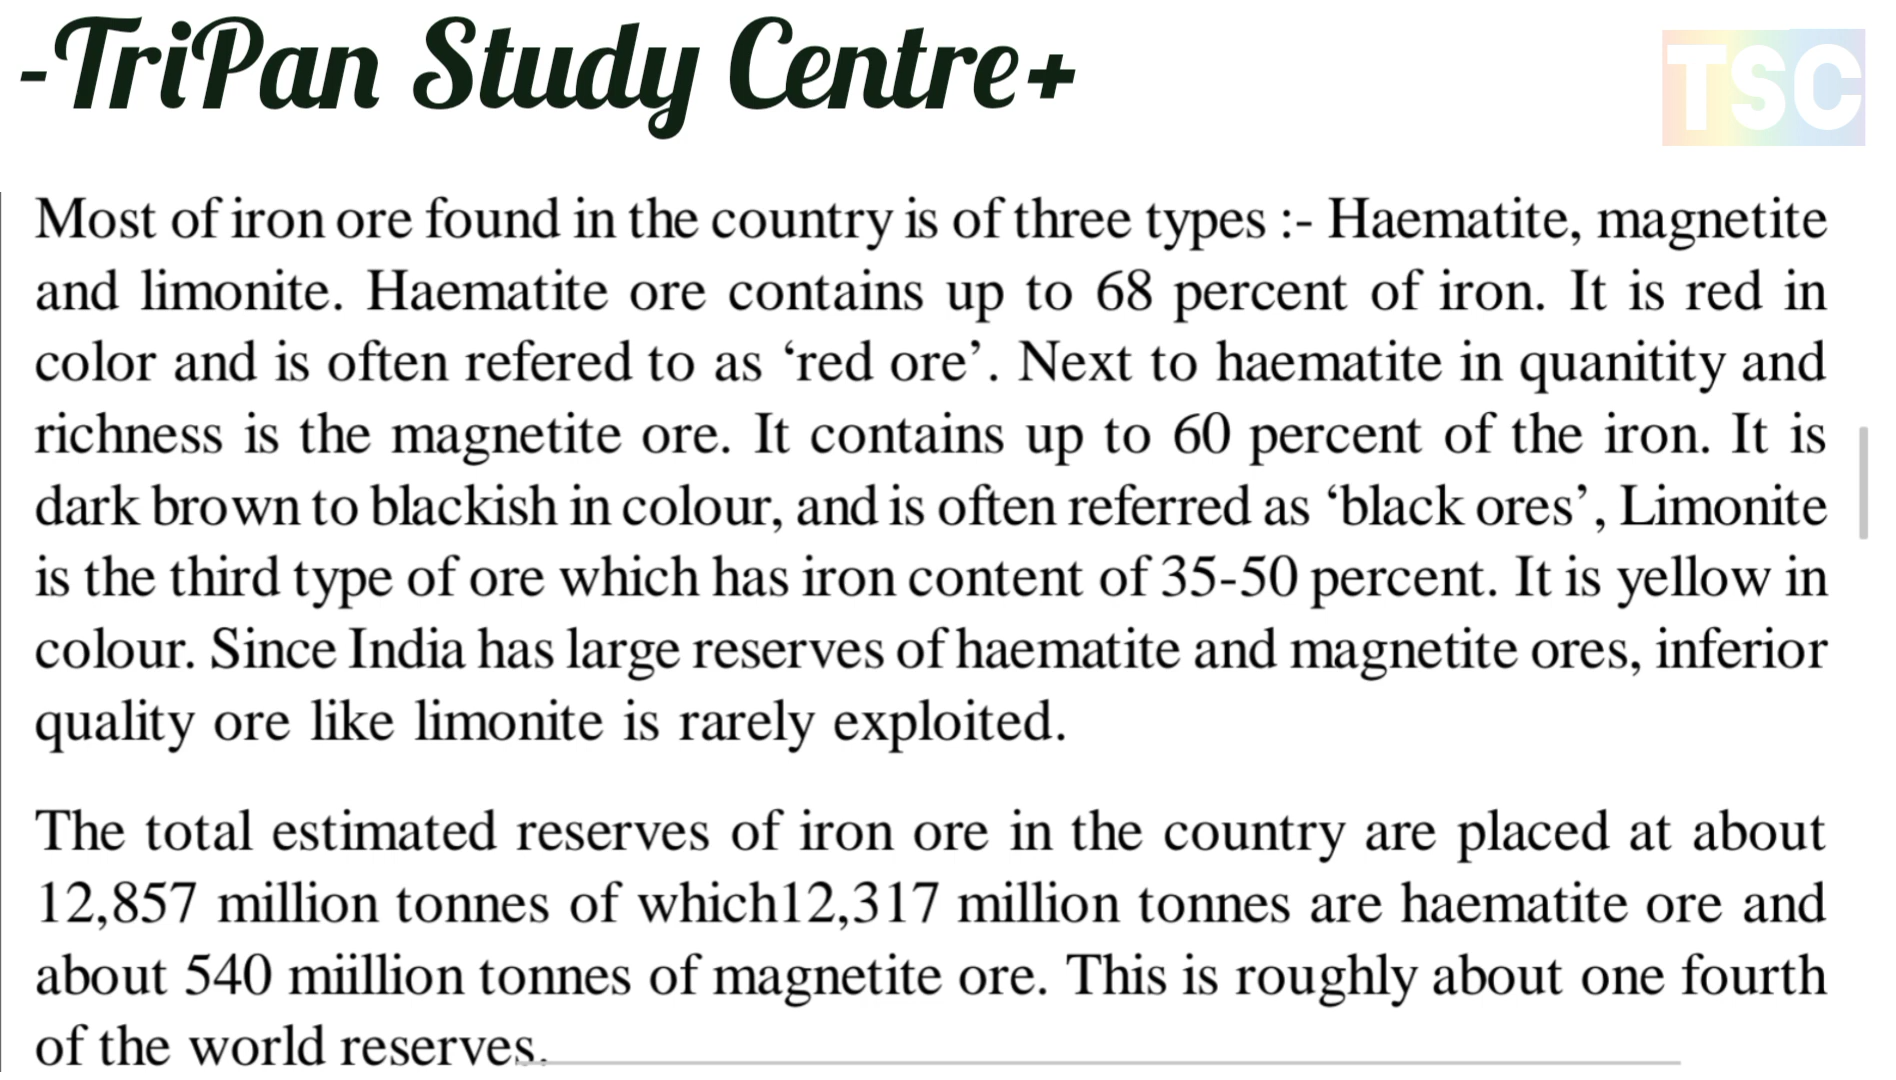 -TriPan Study Centre+
TSC
Most of iron ore found in the country is of three types :- Haematite, magnetite
and limonite. Haematite ore contains up to 68 percent of iron. It is red in
color and is often refered to as ‘red ore’. Next to haematite in quanitity and
richness is the magnetite ore. It contains up to 60 percent of the iron. It is
dark brown to blackish in colour, and is often referred as ‘black ores’, Limonite
is the third type of ore which has iron content of 35-50 percent. It is yellow in
colour. Since India has large reserves of haematite and magnetite ores, inferior
quality ore like limonite is rarely exploited.
The total estimated reserves of iron ore in the country are placed at about
12,857 million tonnes of which12,317 million tonnes are haematite ore and
about 540 miillion tonnes of magnetite ore. This is roughly about one fourth
of the world reserves.